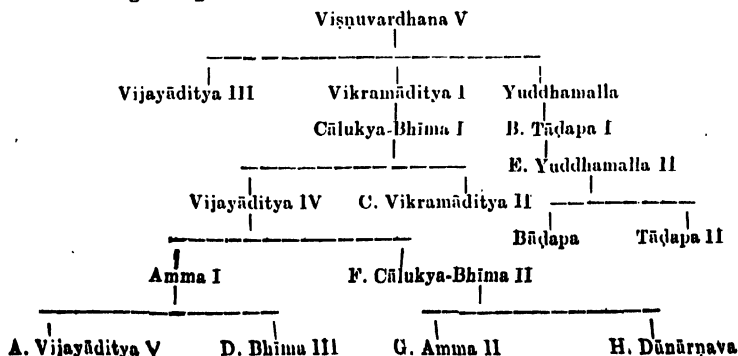 Viṣṇuvardhana V
Vijayāditya III Vikramāditya I Yuddhamalla
Cālukya-Bhīma I B. Tāḍapa I
E. Yuddhamalla II
Vijayāditya IV C. Vikramāditya II
Bāḍapa Tāḍapa II
Amma I F. Cālukya-Bhīma II
A. Vijayāditya V D. Bhīma III G. Amma II H. Dānārṇava